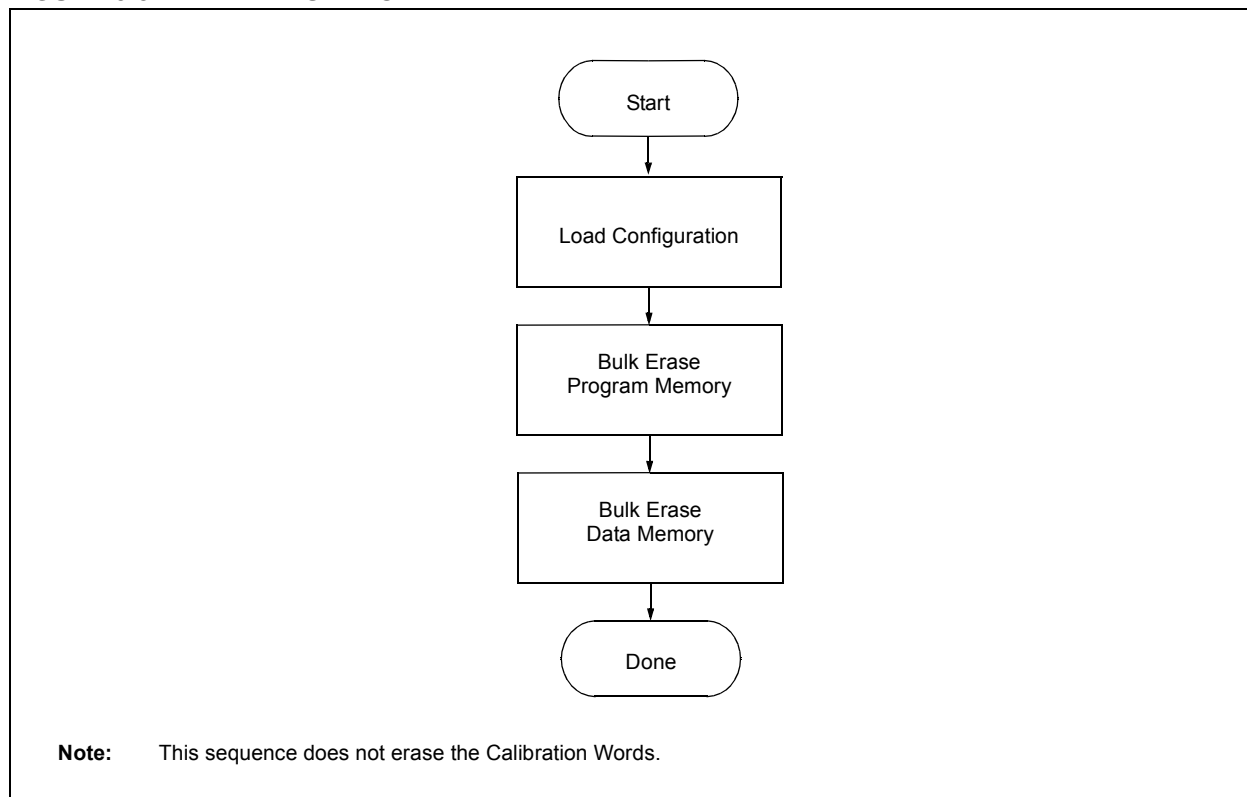 Start
Load Configuration
Bulk Erase
Program Memory
Bulk Erase
Data Memory
Done
Note: This sequence does not erase the Calibration Words.